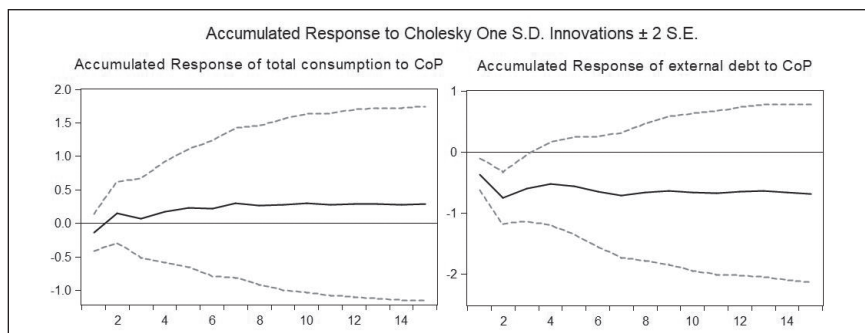 Accumulated Response to Cholesky One S.D. Innovations ± 2 S.E.
Accumulated Response of total consumption to CoP
2.0
1.5
1.0
0.5
0.0
-0.5
-1.0
2 4 6 8 10 12 14
Accumulated Response of external debt to CoP
1
0
-1
-2
2 4 6 8 10 12 14